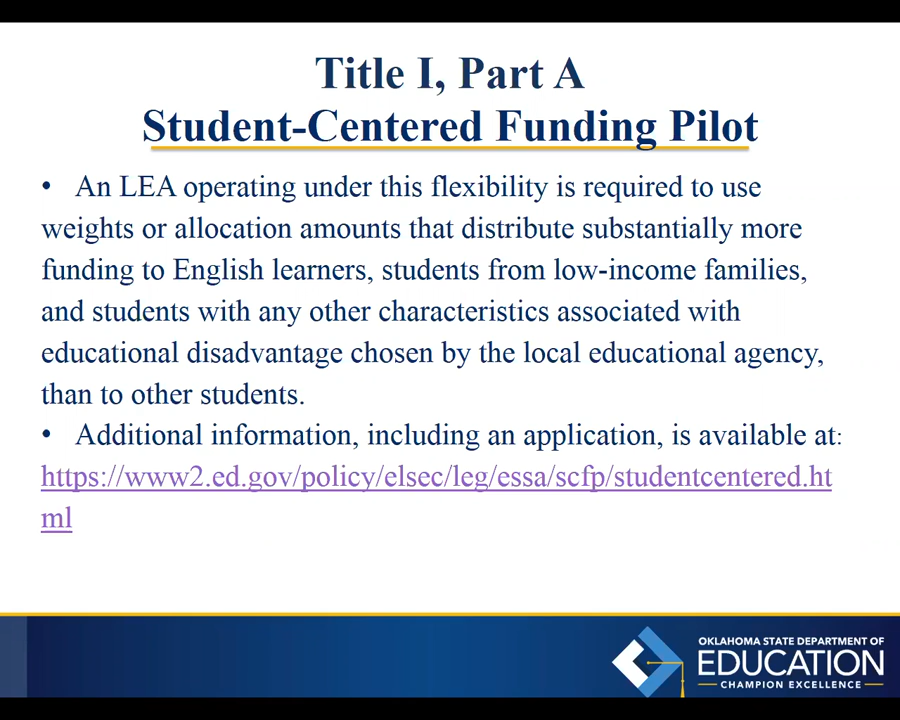 Title I, Part A
Student-Centered Funding Pilot
• An LEA operating under this flexibility is required to use
weights or allocation amounts that distribute substantially more
funding to English learners, students from low-income families,
and students with any other characteristics associated with
educational disadvantage chosen by the local educational agency,
than to other students.
• Additional information, including an application, is available at:
https://www2.ed.gov/policy/elsec/leg/essa/scfp/studentcentered.ht
ml
OKLAHOMA STATE DEPARTMENT OF
EDUCATION
CHAMPION EXCELLENCE